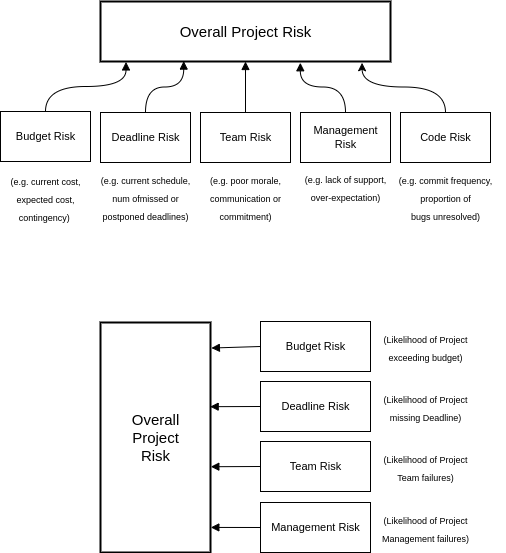 Overall Project Risk
Budget Risk
Deadline Risk
Team Risk
Management
Risk
Code Risk
(e.g. current cost,
expected cost,
contingency)
(e.g. current schedule,
num ofmissed or
postponed deadlines)
(e.g. poor morale,
communication or
commitment)
(e.g. lack of support,
over-expectation)
(e.g. commit frequency,
proportion of
bugs unresolved)
Overall
Project
Risk
Budget Risk
(Likelihood of Project
exceeding budget)
Deadline Risk
(Likelihood of Project
missing Deadline)
Team Risk
(Likelihood of Project
Team failures)
Management Risk
(Likelihood of Project
Management failures)